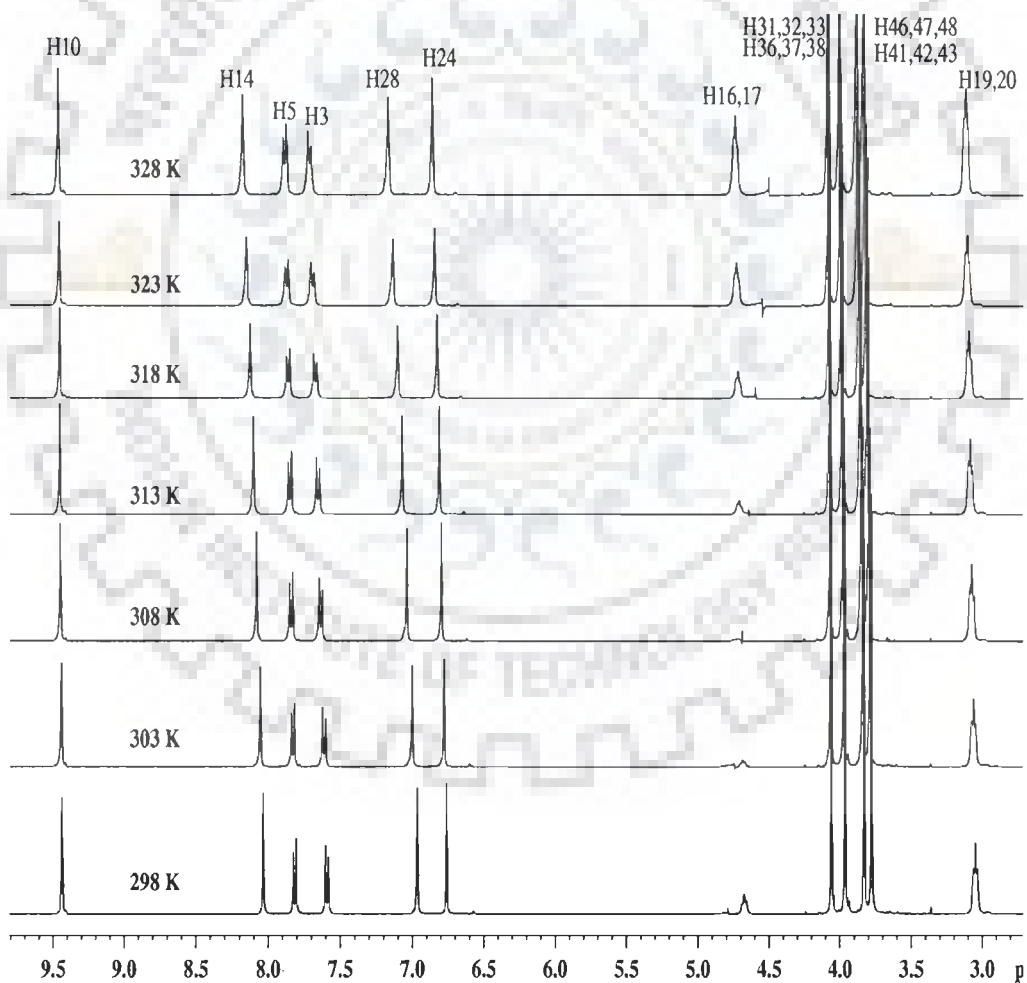 H10
H14
H5
H3
H28
H24
H16,17
H31,32,33
H36,37,38
H46,47,48
H41,42,43
H19,20
328 K
323 K
318 K
313 K
308 K
303 K
298 K
9.5 9.0 8.5 8.0 7.5 7.0 6.5 6.0 5.5 5.0 4.5 4.0 3.5 3.0 p